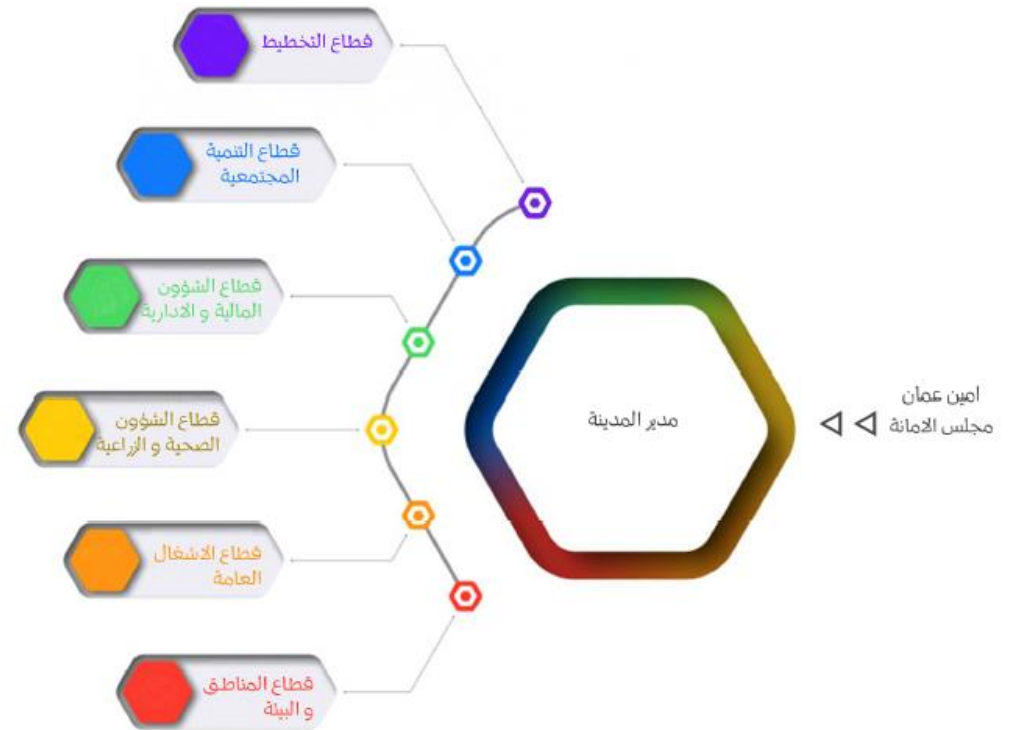 امين عمان
مجلس الامانة
مدير المدينة
قطاع التخطيط
قطاع التنمية
المجتمعية
قطاع الشؤون
المالية و الادارية
قطاع الشؤون
الصحية و الزراعية
قطاع الاشغال
العامة
قطاع المناطق
و البيئة